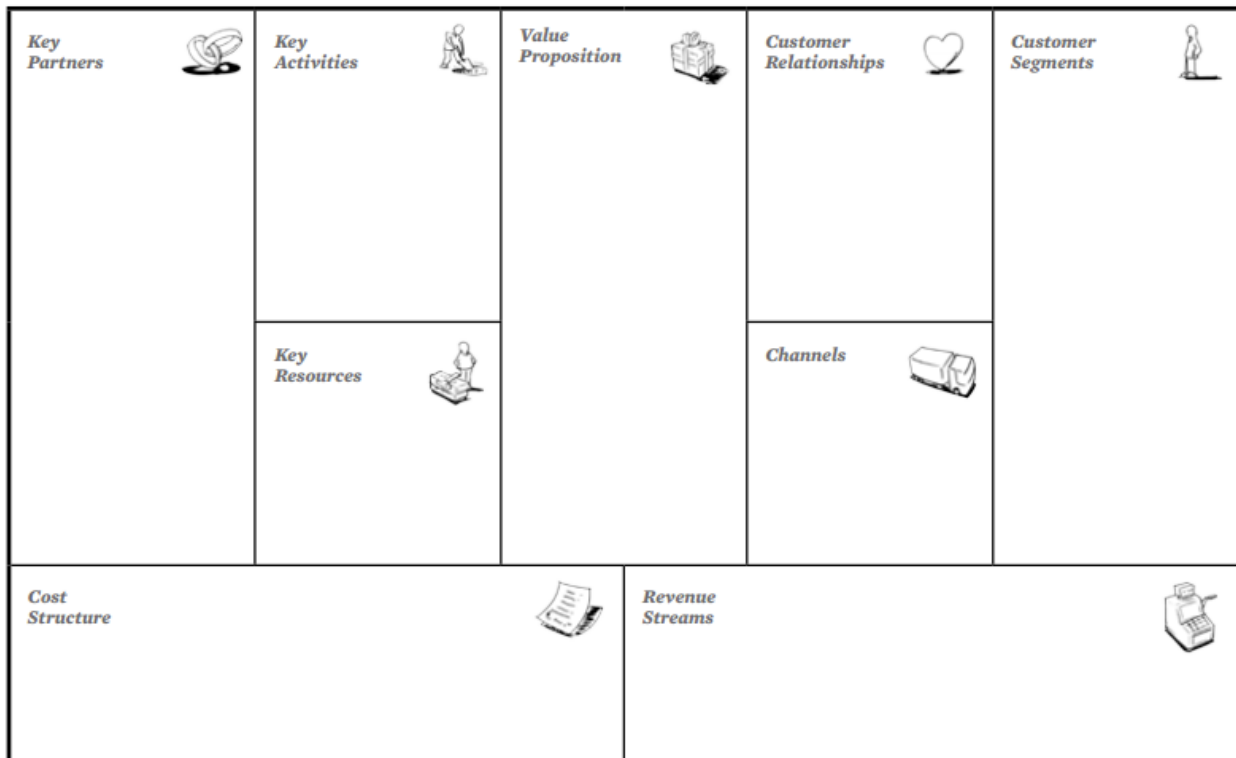 Key
Partners
Key
Activities
Value
Proposition
Customer
Relationships
Customer
Segments
Key
Resources
Channels
Cost
Structure
Revenue
Streams